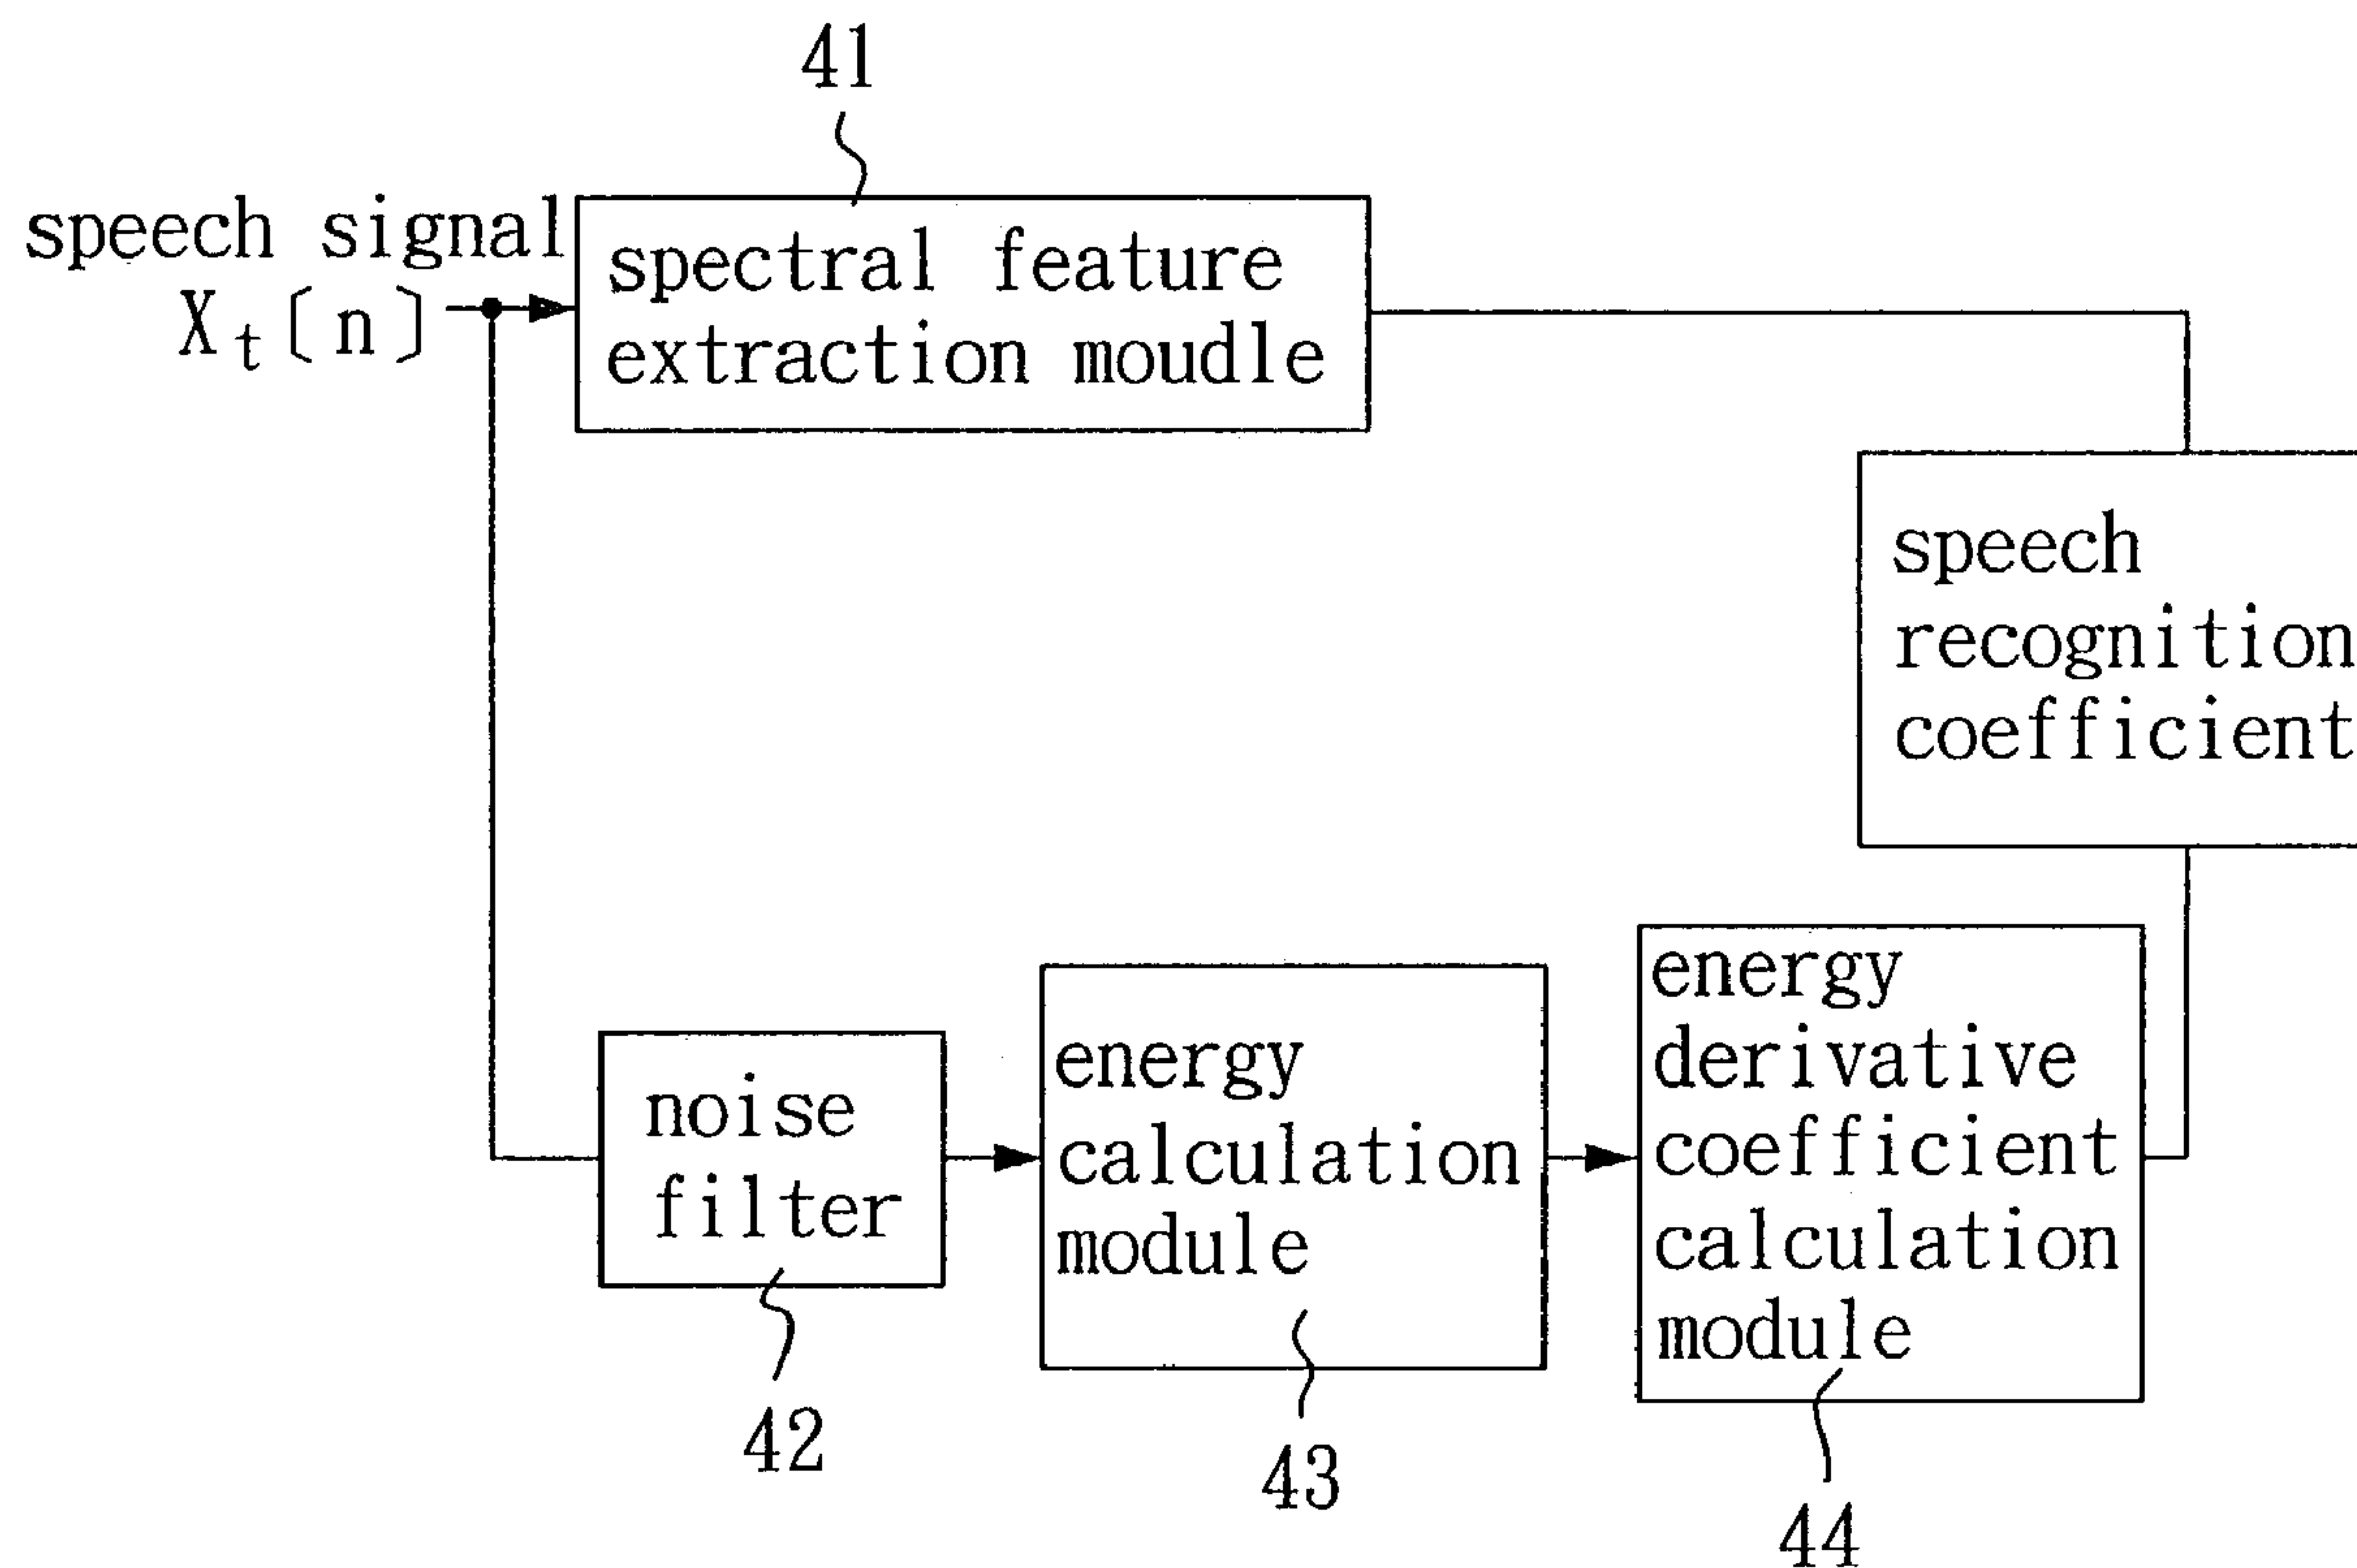 41
speech signal
Xt[n]
spectral feature
extraction moudle
speech
recognition
coefficient
noise
filter
energy
calculation
module
energy
derivative
coefficient
calculation
module
42
43
44